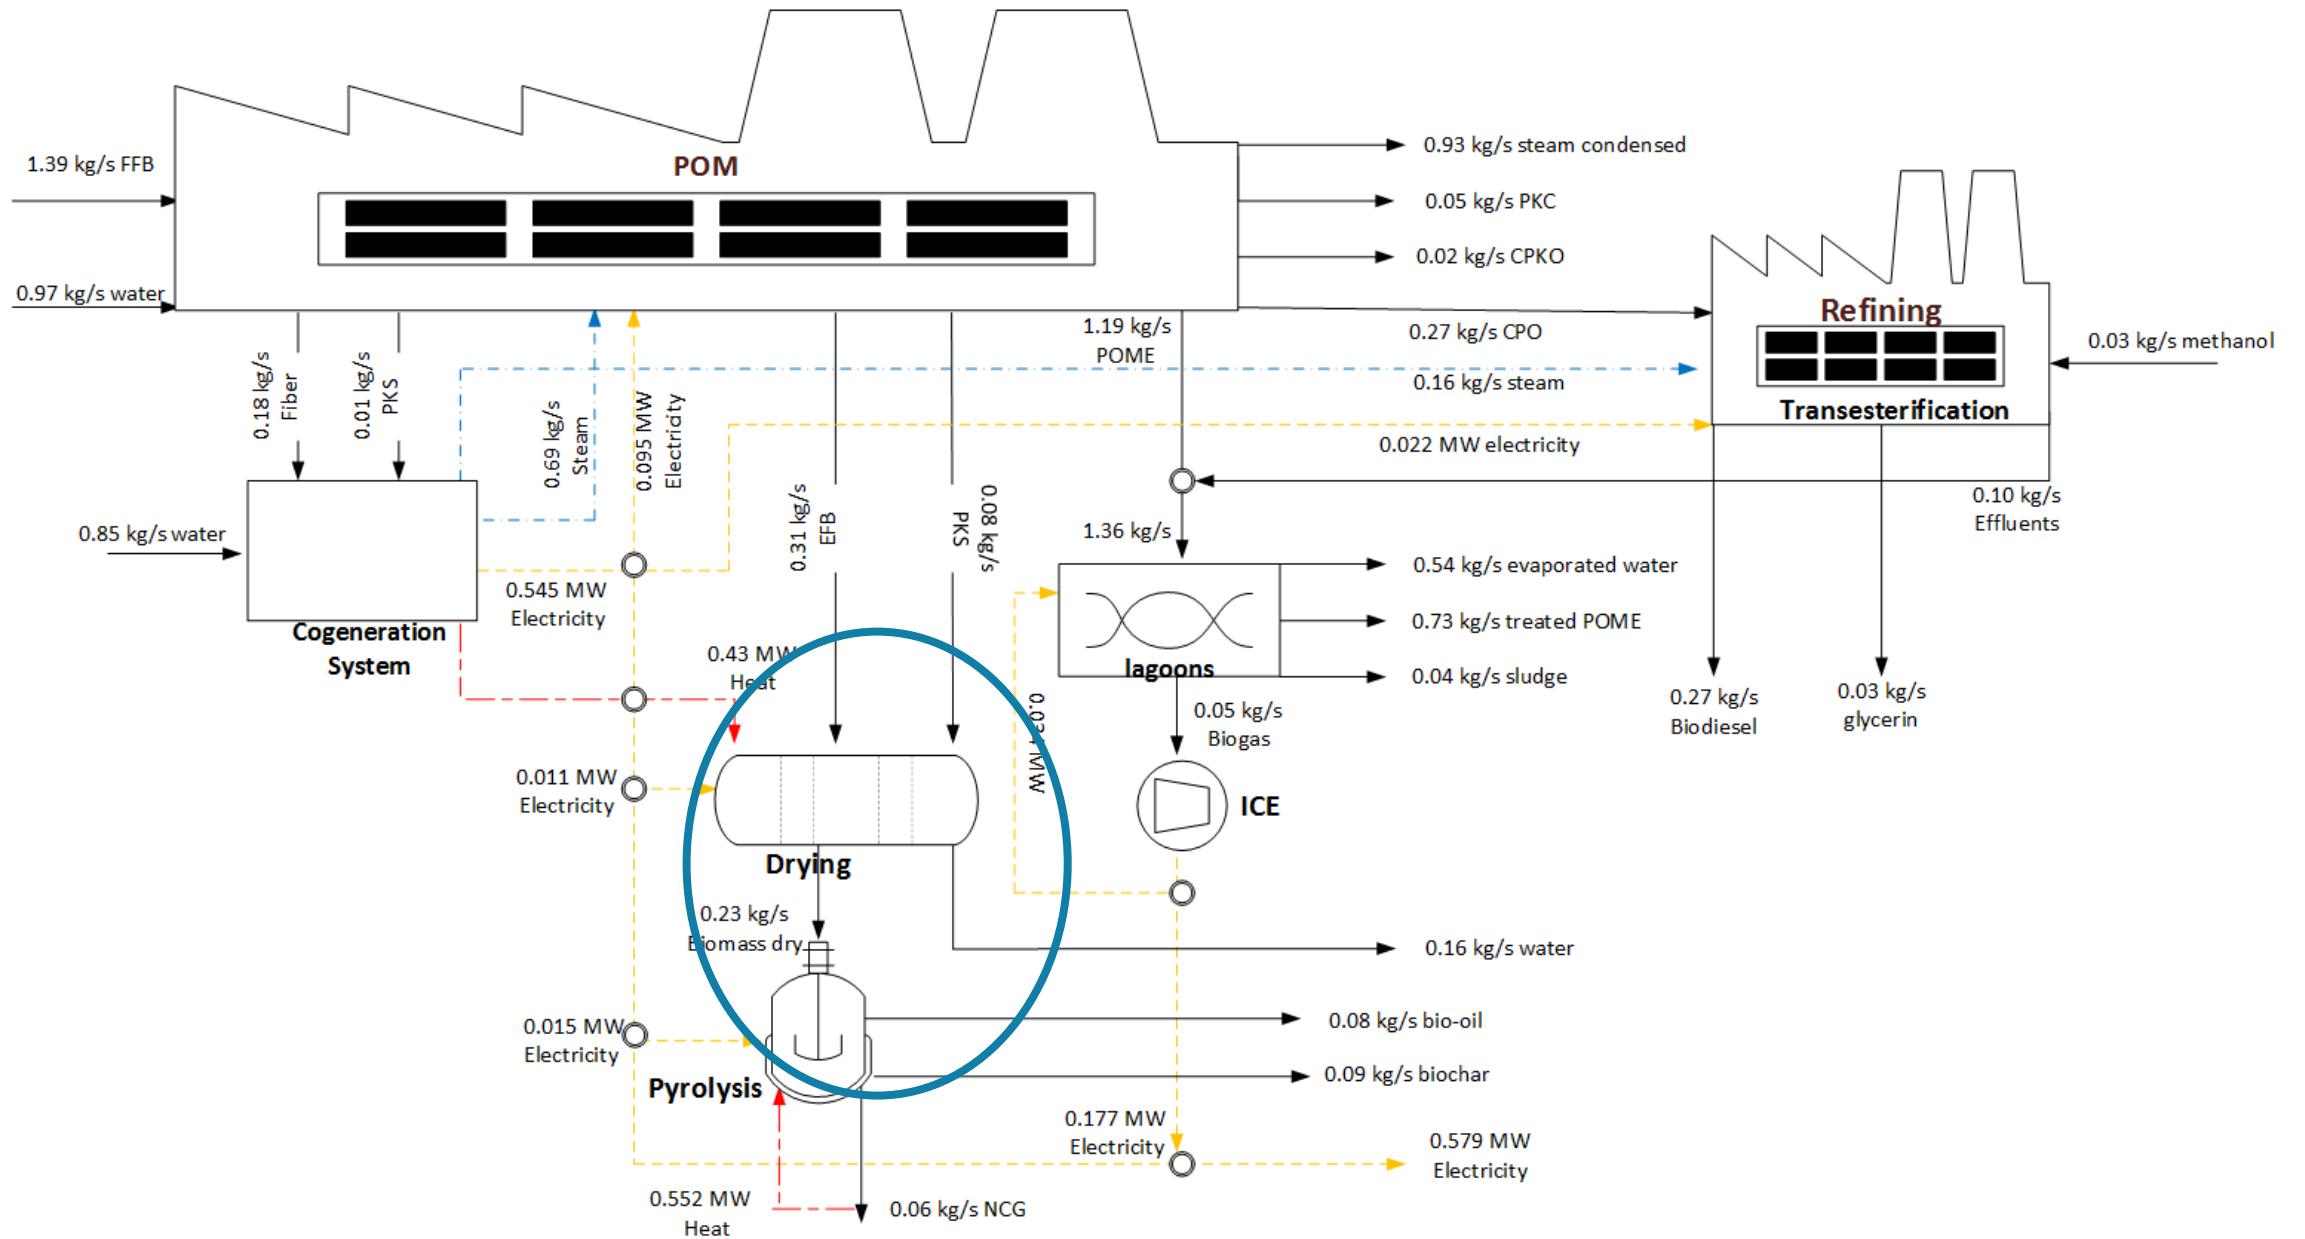 POM
1.39 kg/s FFB
0.97 kg/s water
0.93 kg/s steam condensed
0.05 kg/s PKC
0.02 kg/s CPKO
Refining
Transesterification
0.03 kg/s methanol
0.27 kg/s CPO
0.16 kg/s steam
0.022 MW electricity
1.19 kg/s
POME
0.18 kg/s
Fiber
0.01 kg/s
PKS
0.69 kg/s
Steam
0.095 MW
Electricity
0.31 kg/s
EFB
0.08 kg/s
PKS
0.10 kg/s
Effluents
1.36 kg/s
0.85 kg/s water
Cogeneration
System
0.545 MW
Electricity
0.54 kg/s evaporated water
0.73 kg/s treated POME
0.04 kg/s sludge
lagoons
0.43 MW
Heat
MW
0.05 kg/s
Biogas
0.27 kg/s
Biodiesel
0.03 kg/s
glycerin
0.011 MW
Electricity
ICE
Drying
0.23 kg/s
Biomass dry
0.16 kg/s water
0.015 MW
Electricity
0.08 kg/s bio-oil
Pyrolysis
0.09 kg/s biochar
0.177 MW
Electricity
0.579 MW
Electricity
0.552 MW
Heat
0.06 kg/s NCG